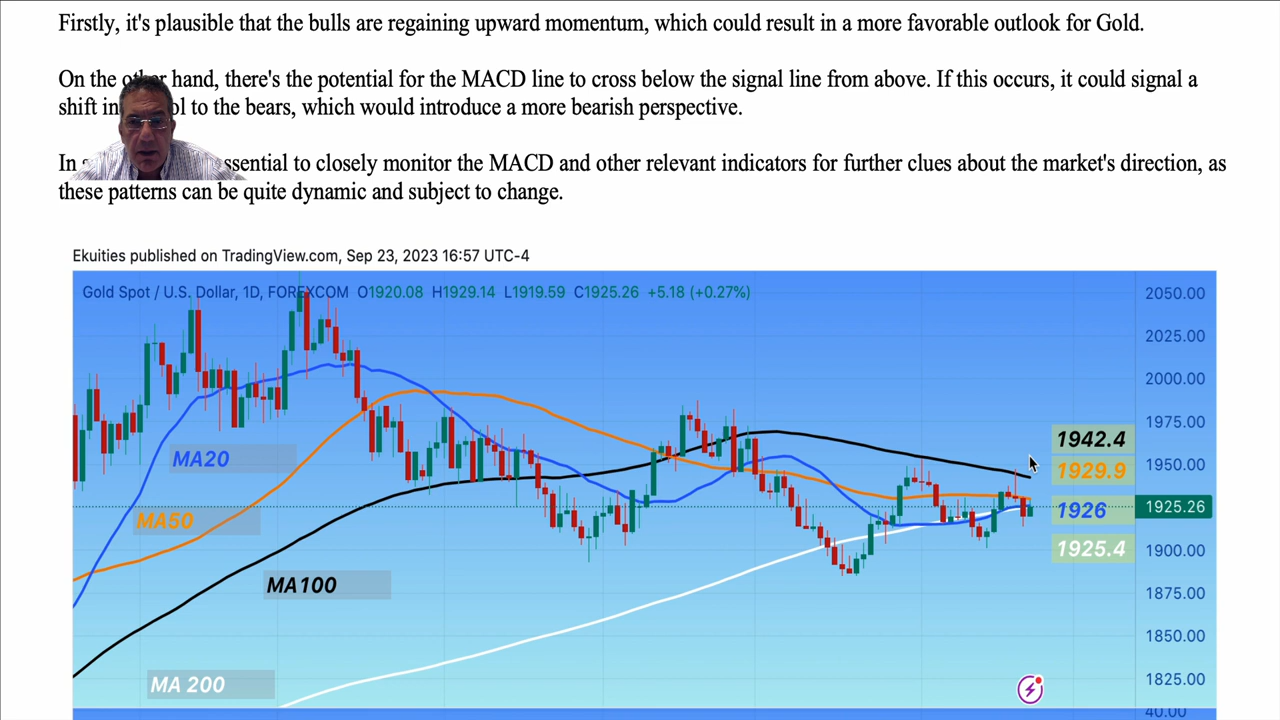 Firstly, it's plausible that the bulls are regaining upward momentum, which could result in a more favorable outlook for Gold.
On the other hand, there's the potential for the MACD line to cross below the signal line from above. If this occurs, it could signal a
shift in ol to the bears, which would introduce a more bearish perspective.
In ssential to closely monitor the MACD and other relevant indicators for further clues about the market's direction, as
these patterns can be quite dynamic and subject to change.
Ekuities published on TradingView.com, Sep 23, 2023 16:57 UTC-4
Gold Spot / U.S. Dollar, 1D, FOREXCOM O1920.08 H1929.14 L1919.59 C1925.26 +5.18 (+0.27%)
2050.00
2025.00
2000.00
1975.00
1942.4
MA20
1950.00
1929.9
1926
1925.26
MA50
1925.4
1900.00
MA100
1875.00
1850.00
MA 200
1825.00
40.00